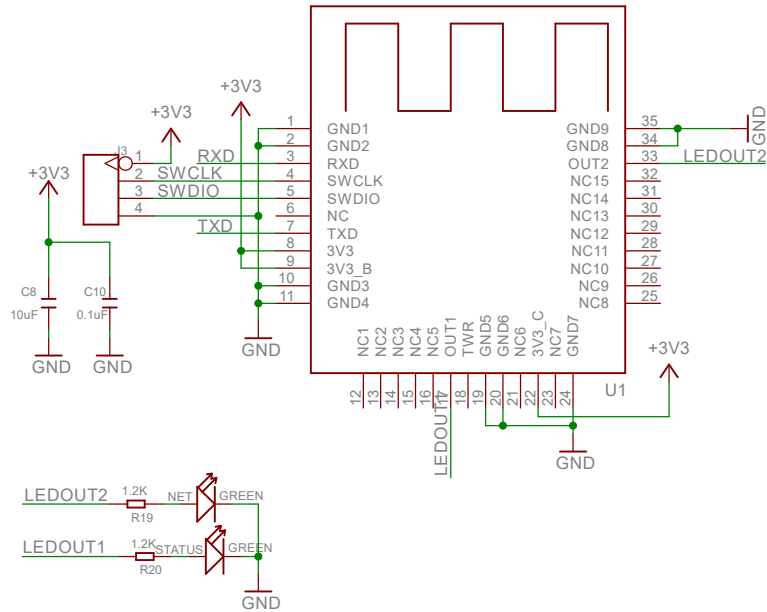 +3V3
+3V3
+3V3
J3
1
2
3
4
RXD
SWCLK
SWDIO
TXD
1
2
3
4
5
6
7
8
9
10
11
GND1
GND2
RXD
SWCLK
SWDIO
NC
TXD
3V3
3V3_B
GND3
GND4
GND9
GND8
OUT2
NC15
NC14
NC13
NC12
NC11
NC10
NC9
NC8
35
34
33
32
31
30
29
28
27
26
25
GND
LEDOUT2
C8
10uF
C10
0.1uF
GND
GND
GND
NC1
NC2
NC3
NC4
NC5
OUT1
TWR
GND5
GND6
NC6
3V3_C
NC7
GND7
12
13
14
15
16
17
18
19
20
21
22
23
24
U1
+3V3
LEDOUT1
GND
LEDOUT2
1.2K
R19
NET
GREEN
LEDOUT1
1.2K
R20
STATUS
GREEN
GND